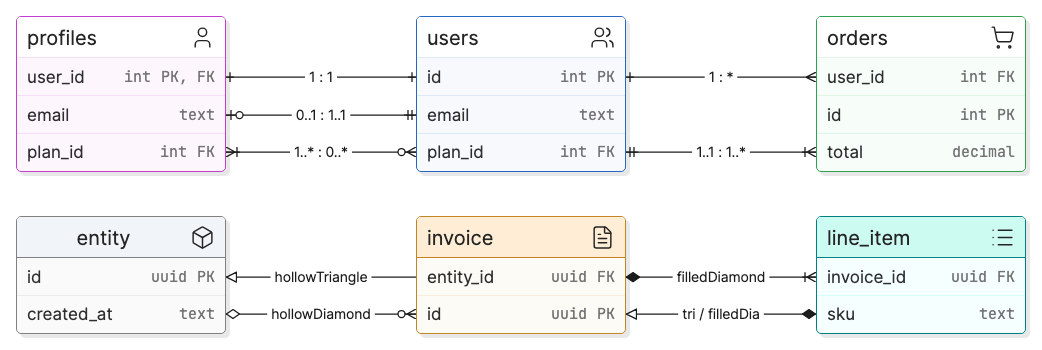 profiles
user_id int PK, FK
email text
plan_id int FK
1 : 1
0..1 : 1..1
1..* : 0..*
users
id int PK
email text
plan_id int FK
1 : *
1..1 : 1..*
orders
user_id int FK
id int PK
total decimal
entity
id uuid PK
created_at text
hollowTriangle
hollowDiamond
invoice
entity_id uuid FK
id uuid PK
filledDiamond
tri / filledDia
line_item
invoice_id uuid FK
sku text